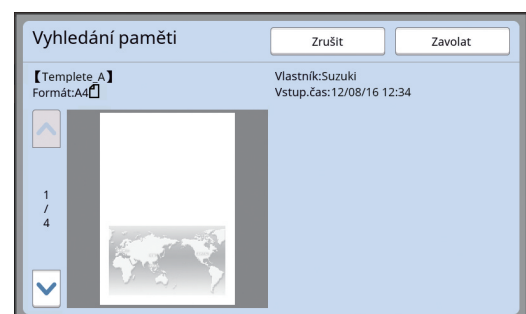 Vyhledání paměti
Zrušit
Zavolat
【Templete_A】
Formát:A4
Vlastník:Suzuki
Vstup.čas:12/08/16 12:34
1
/
4